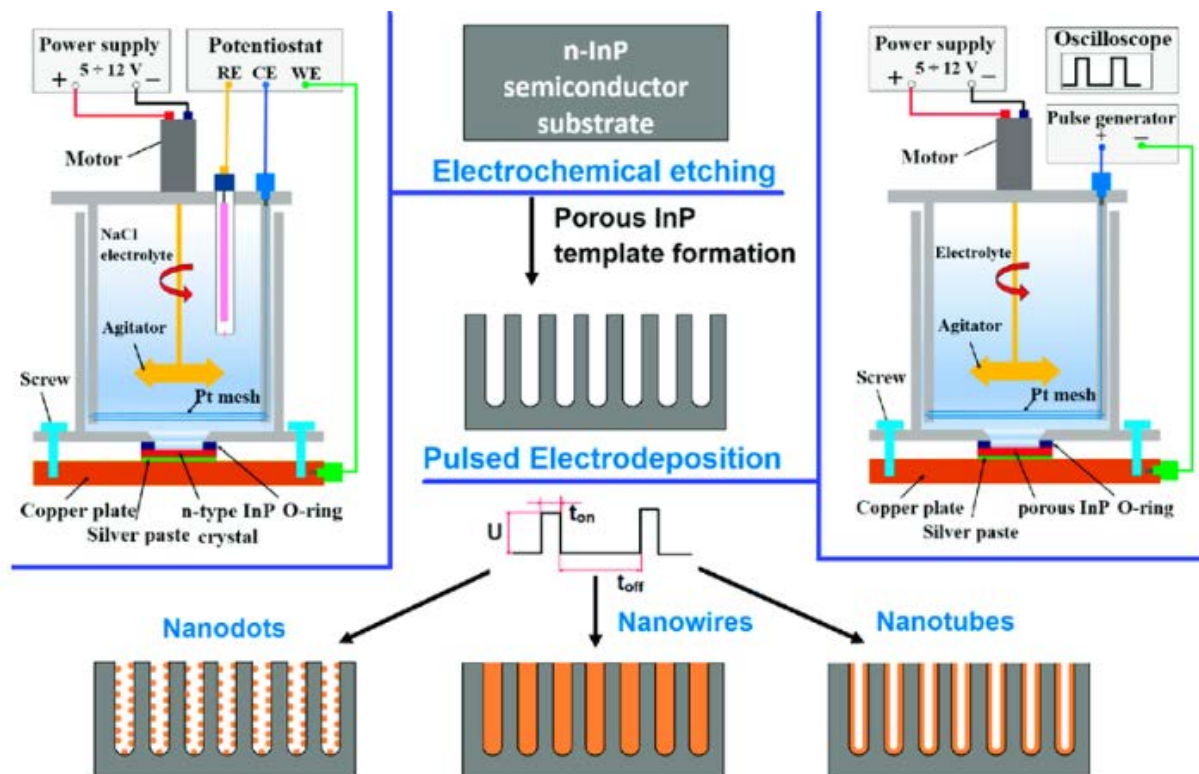 Power supply
5 ÷ 12 V
+ –
Potentiostat
RE CE WE
Motor
NaCl
electrolyte
Agitator
Screw
Pt mesh
Copper plate
Silver paste
n-type InP
crystal
O-ring
n-InP
semiconductor
substrate
Electrochemical etching
Porous InP
template formation
Pulsed Electrodeposition
U
ton
toff
Power supply
5 ÷ 12 V
+ –
Oscilloscope
Pulse generator
+ –
Motor
Electrolyte
Agitator
Screw
Pt mesh
Copper plate
Silver paste
porous InP
O-ring
Nanodots
Nanowires
Nanotubes